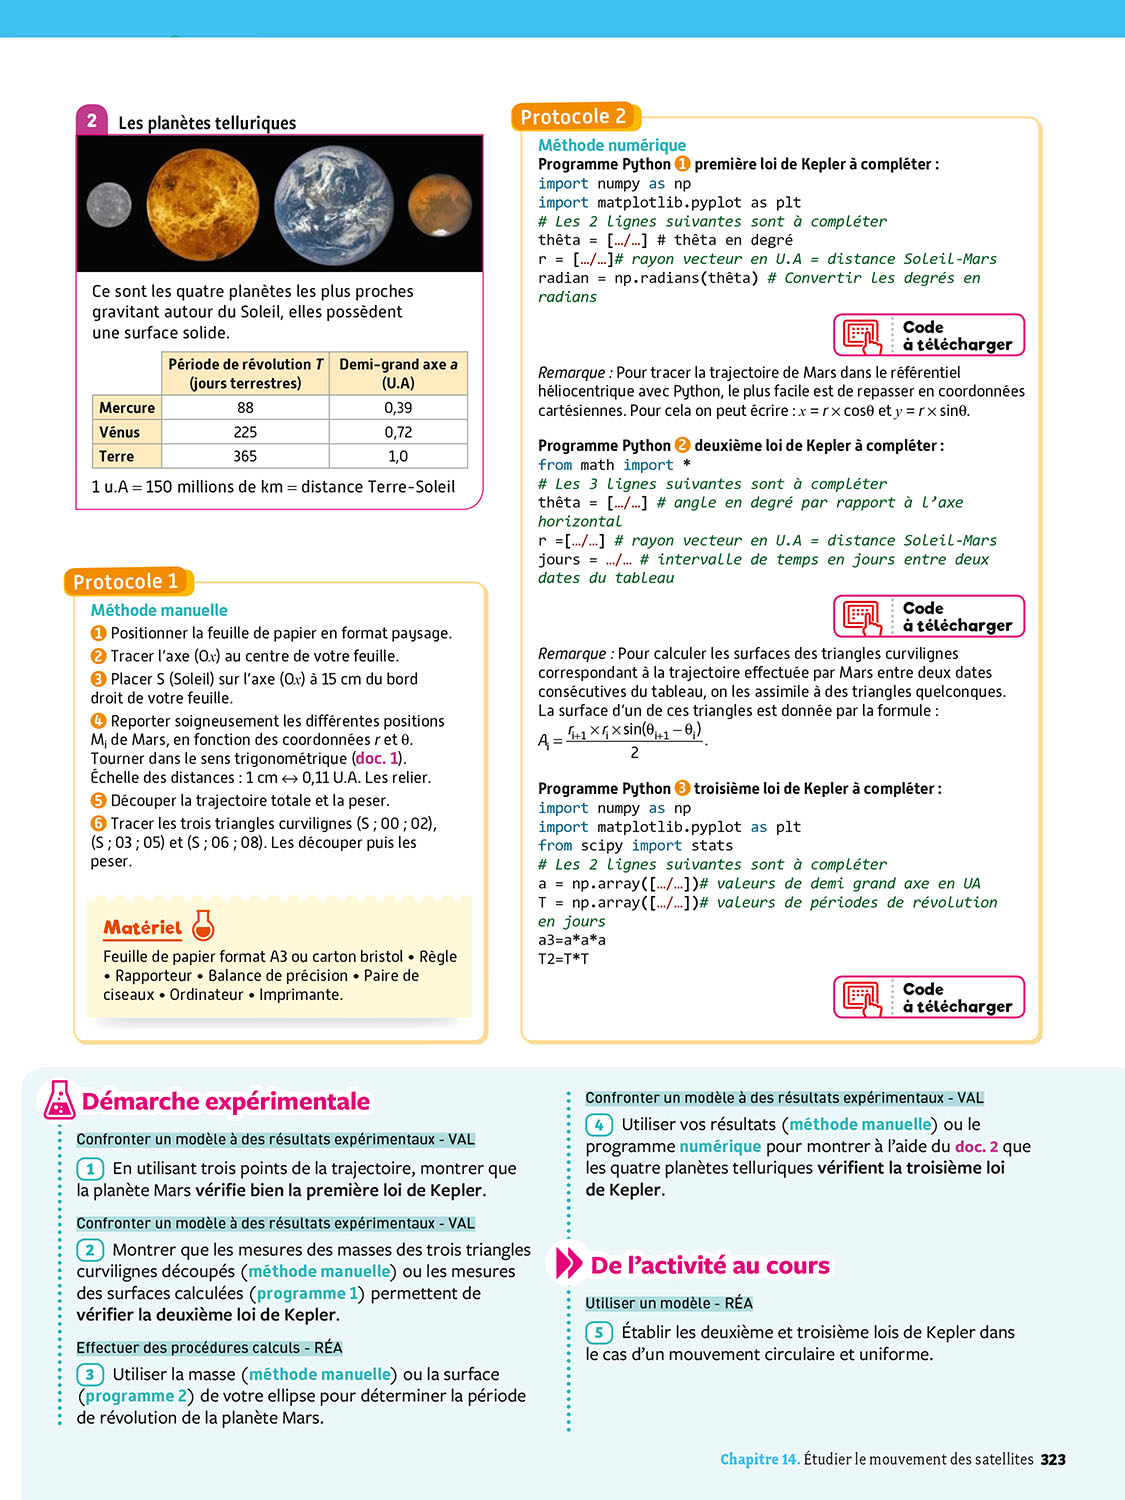 2 Les planètes telluriques
Ce sont les quatre planètes les plus proches
gravitant autour du Soleil, elles possèdent
une surface solide.
Période de révolution T
(jours terrestres)
Demi-grand axe a
(U.A)
Mercure 88 0,39
Vénus 225 0,72
Terre 365 1,0
1 u.A = 150 millions de km = distance Terre-Soleil
Protocole 1
Méthode manuelle
1 Positionner la feuille de papier en format paysage.
2 Tracer l'axe (Ox) au centre de votre feuille.
3 Placer S (Soleil) sur l'axe (Ox) à 15 cm du bord
droit de votre feuille.
4 Reporter soigneusement les différentes positions
Mi de Mars, en fonction des coordonnées r et θ.
Tourner dans le sens trigonométrique (doc. 1).
Échelle des distances : 1 cm ↔ 0,11 U.A. Les relier.
5 Découper la trajectoire totale et la peser.
6 Tracer les trois triangles curvilignes (S ; 00 ; 02),
(S ; 03 ; 05) et (S ; 06 ; 08). Les découper puis les
peser.
Matériel
Feuille de papier format A3 ou carton bristol • Règle
• Rapporteur • Balance de précision • Paire de
ciseaux • Ordinateur • Imprimante.
Protocole 2
Méthode numérique
Programme Python 1 première loi de Kepler à compléter :
import numpy as np
import matplotlib.pyplot as plt
# Les 2 lignes suivantes sont à compléter
thêta = […/…] # thêta en degré
r = […/…]# rayon vecteur en U.A = distance Soleil-Mars
radian = np.radians(thêta) # Convertir les degrés en
radians
Code
à télécharger
Remarque : Pour tracer la trajectoire de Mars dans le référentiel
héliocentrique avec Python, le plus facile est de repasser en coordonnées
cartésiennes. Pour cela on peut écrire : x = r × cosθ et y = r × sinθ.
Programme Python 2 deuxième loi de Kepler à compléter :
from math import *
# Les 3 lignes suivantes sont à compléter
thêta = […/…] # angle en degré par rapport à l'axe
horizontal
r =[…/…] # rayon vecteur en U.A = distance Soleil-Mars
jours = …/… # intervalle de temps en jours entre deux
dates du tableau
Code
à télécharger
Remarque : Pour calculer les surfaces des triangles curvilignes
correspondant à la trajectoire effectuée par Mars entre deux dates
consécutives du tableau, on les assimile à des triangles quelconques.
La surface d'un de ces triangles est donnée par la formule :
Ai = ri+1 × ri × sin(θi+1 − θi)
2 .
Programme Python 3 troisième loi de Kepler à compléter :
import numpy as np
import matplotlib.pyplot as plt
from scipy import stats
# Les 2 lignes suivantes sont à compléter
a = np.array([…/…])# valeurs de demi grand axe en UA
T = np.array([…/…])# valeurs de périodes de révolution
en jours
a3=a*a*a
T2=T*T
Code
à télécharger
Démarche expérimentale
Confronter un modèle à des résultats expérimentaux - VAL
1 En utilisant trois points de la trajectoire, montrer que
la planète Mars vérifie bien la première loi de Kepler.
Confronter un modèle à des résultats expérimentaux - VAL
2 Montrer que les mesures des masses des trois triangles
curvilignes découpés (méthode manuelle) ou les mesures
des surfaces calculées (programme 1) permettent de
vérifier la deuxième loi de Kepler.
Effectuer des procédures calculs - RÉA
3 Utiliser la masse (méthode manuelle) ou la surface
(programme 2) de votre ellipse pour déterminer la période
de révolution de la planète Mars.
Confronter un modèle à des résultats expérimentaux - VAL
4 Utiliser vos résultats (méthode manuelle) ou le
programme numérique pour montrer à l'aide du doc. 2 que
les quatre planètes telluriques vérifient la troisième loi
de Kepler.
De l'activité au cours
Utiliser un modèle - RÉA
5 Établir les deuxième et troisième lois de Kepler dans
le cas d'un mouvement circulaire et uniforme.
Chapitre 14. Étudier le mouvement des satellites 323